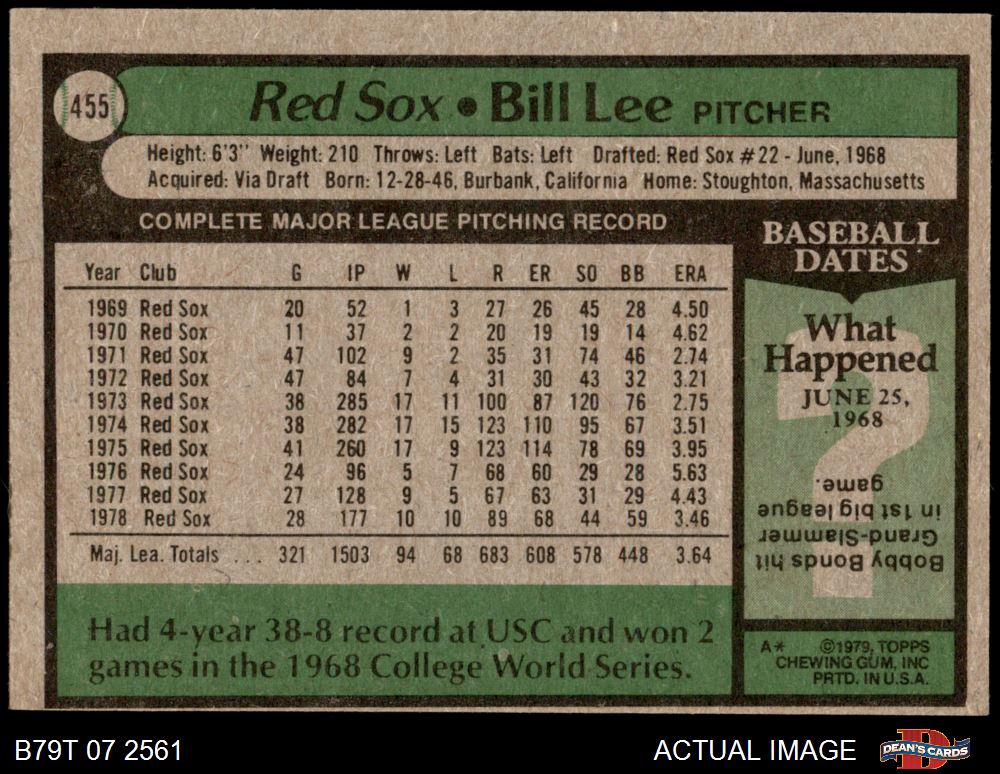 455
Red Sox • Bill Lee PITCHER
Height: 6'3" Weight: 210 Throws: Left Bats: Left Drafted: Red Sox #22 - June, 1968
Acquired: Via Draft Born: 12-28-46, Burbank, California Home: Stoughton, Massachusetts
COMPLETE MAJOR LEAGUE PITCHING RECORD
Year Club G IP W L R ER SO BB ERA
1969 Red Sox 20 52 1 3 27 26 45 28 4.50
1970 Red Sox 11 37 2 2 20 19 19 14 4.62
1971 Red Sox 47 102 9 2 35 31 74 46 2.74
1972 Red Sox 47 84 7 4 31 30 43 32 3.21
1973 Red Sox 38 285 17 11 100 87 120 76 2.75
1974 Red Sox 38 282 17 15 123 110 95 67 3.51
1975 Red Sox 41 260 17 9 123 114 78 69 3.95
1976 Red Sox 24 96 5 7 68 60 29 28 5.63
1977 Red Sox 27 128 9 5 67 63 31 29 4.43
1978 Red Sox 28 177 10 10 89 68 44 59 3.46
Maj. Lea. Totals ... 321 1503 94 68 683 608 578 448 3.64
Had 4-year 38-8 record at USC and won 2
games in the 1968 College World Series.
BASEBALL
DATES
What
Happened
JUNE 25,
1968
?
Bobby Bonds hit
Grand-Slammer
in 1st big league
game.
A* ©1979, TOPPS
CHEWING GUM, INC
PRTD. IN U.S.A.
B79T 07 2561
ACTUAL IMAGE
B
DEAN'S CARDS